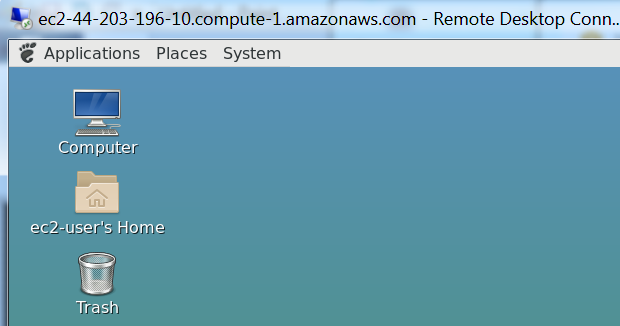 ec2-44-203-196-10.compute-1.amazonaws.com - Remote Desktop Conn...
Applications Places System
Computer
ec2-user's Home
Trash